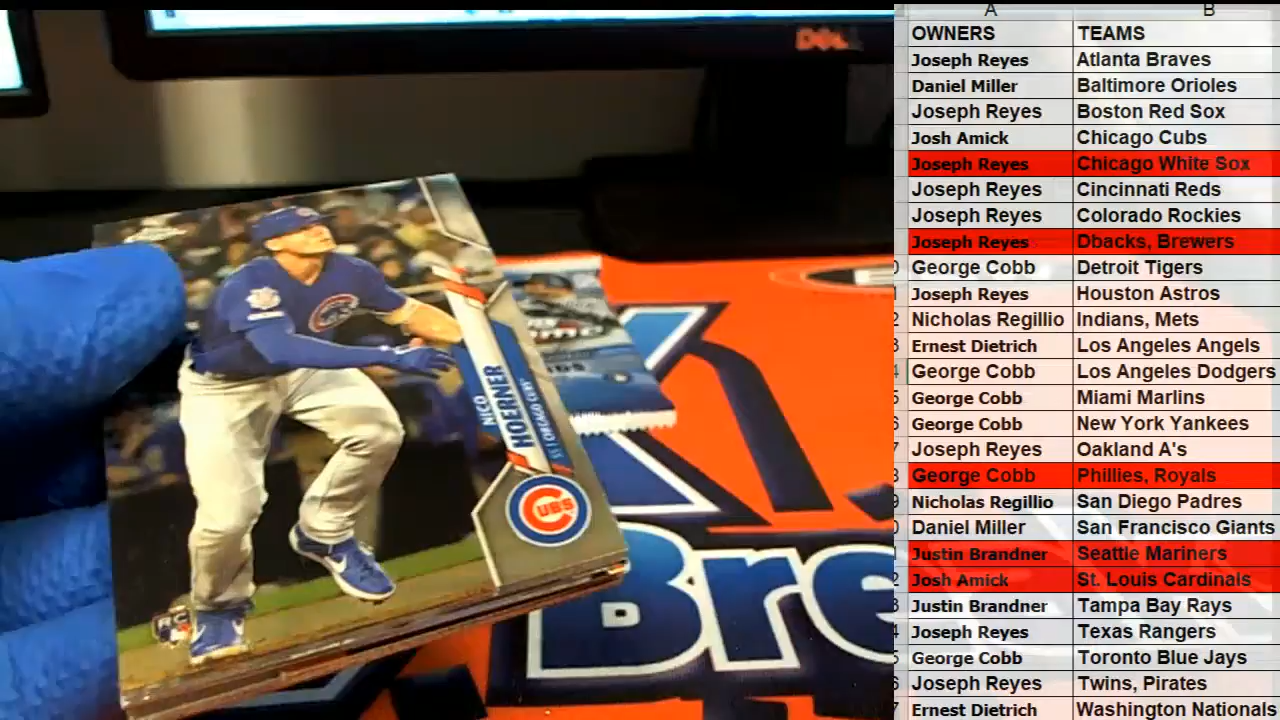 DELL
NICO
HOERNER
SS | CHICAGO CUBS®
CUBS
RC
Bre
A B
OWNERS TEAMS
Joseph Reyes Atlanta Braves
Daniel Miller Baltimore Orioles
Joseph Reyes Boston Red Sox
Josh Amick Chicago Cubs
Joseph Reyes Chicago White Sox
Joseph Reyes Cincinnati Reds
Joseph Reyes Colorado Rockies
Joseph Reyes Dbacks, Brewers
George Cobb Detroit Tigers
Joseph Reyes Houston Astros
Nicholas Regillio Indians, Mets
Ernest Dietrich Los Angeles Angels
George Cobb Los Angeles Dodgers
George Cobb Miami Marlins
George Cobb New York Yankees
Joseph Reyes Oakland A's
George Cobb Phillies, Royals
Nicholas Regillio San Diego Padres
Daniel Miller San Francisco Giants
Justin Brandner Seattle Mariners
Josh Amick St. Louis Cardinals
Justin Brandner Tampa Bay Rays
Joseph Reyes Texas Rangers
George Cobb Toronto Blue Jays
Joseph Reyes Twins, Pirates
Ernest Dietrich Washington Nationals